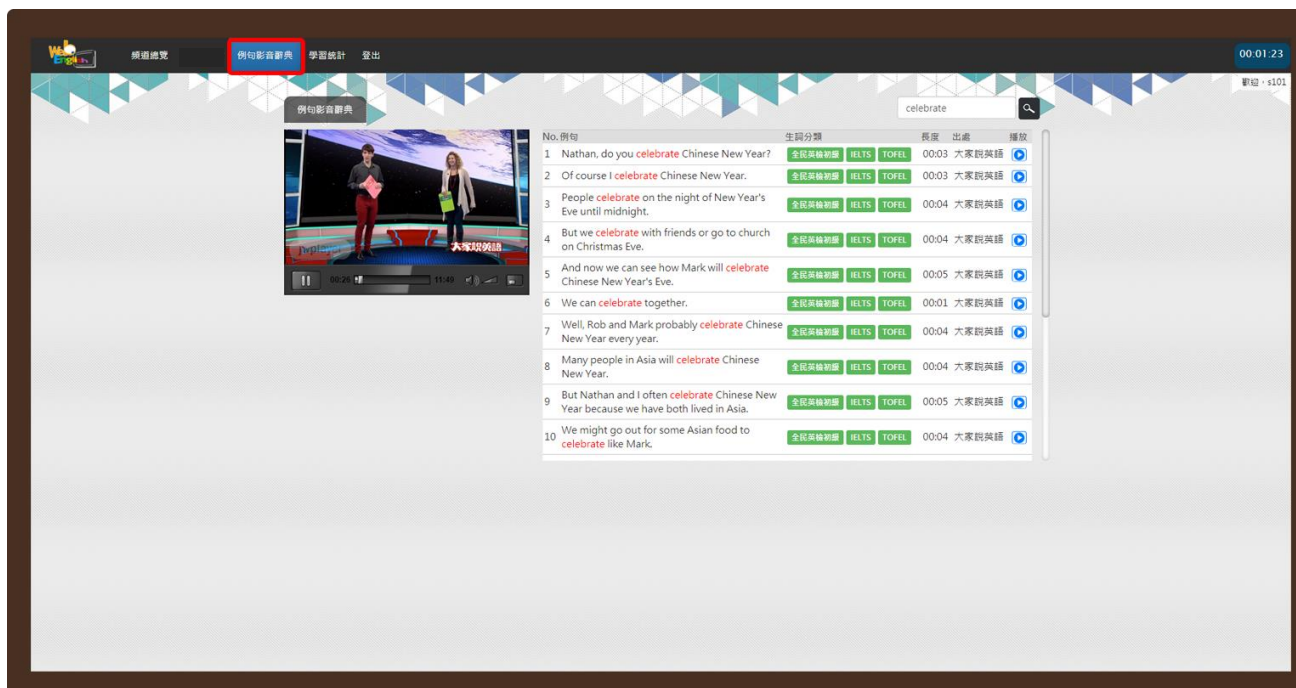 Web English
頻道總覽 例句影音辭典 學習統計 登出
00:01:23
歡迎，s101
例句影音辭典
celebrate
大家說英語
00:26 11:49
No. 例句 生詞分類 長度 出處 播放
1 Nathan, do you celebrate Chinese New Year? 全民英檢初級 IELTS TOFEL 00:03 大家說英語
2 Of course I celebrate Chinese New Year. 全民英檢初級 IELTS TOFEL 00:03 大家說英語
3 People celebrate on the night of New Year's
Eve until midnight. 全民英檢初級 IELTS TOFEL 00:04 大家說英語
4 But we celebrate with friends or go to church
on Christmas Eve. 全民英檢初級 IELTS TOFEL 00:04 大家說英語
5 And now we can see how Mark will celebrate
Chinese New Year's Eve. 全民英檢初級 IELTS TOFEL 00:05 大家說英語
6 We can celebrate together. 全民英檢初級 IELTS TOFEL 00:01 大家說英語
7 Well, Rob and Mark probably celebrate Chinese
New Year every year. 全民英檢初級 IELTS TOFEL 00:04 大家說英語
8 Many people in Asia will celebrate Chinese
New Year. 全民英檢初級 IELTS TOFEL 00:04 大家說英語
9 But Nathan and I often celebrate Chinese New
Year because we have both lived in Asia. 全民英檢初級 IELTS TOFEL 00:05 大家說英語
10 We might go out for some Asian food to
celebrate like Mark. 全民英檢初級 IELTS TOFEL 00:04 大家說英語